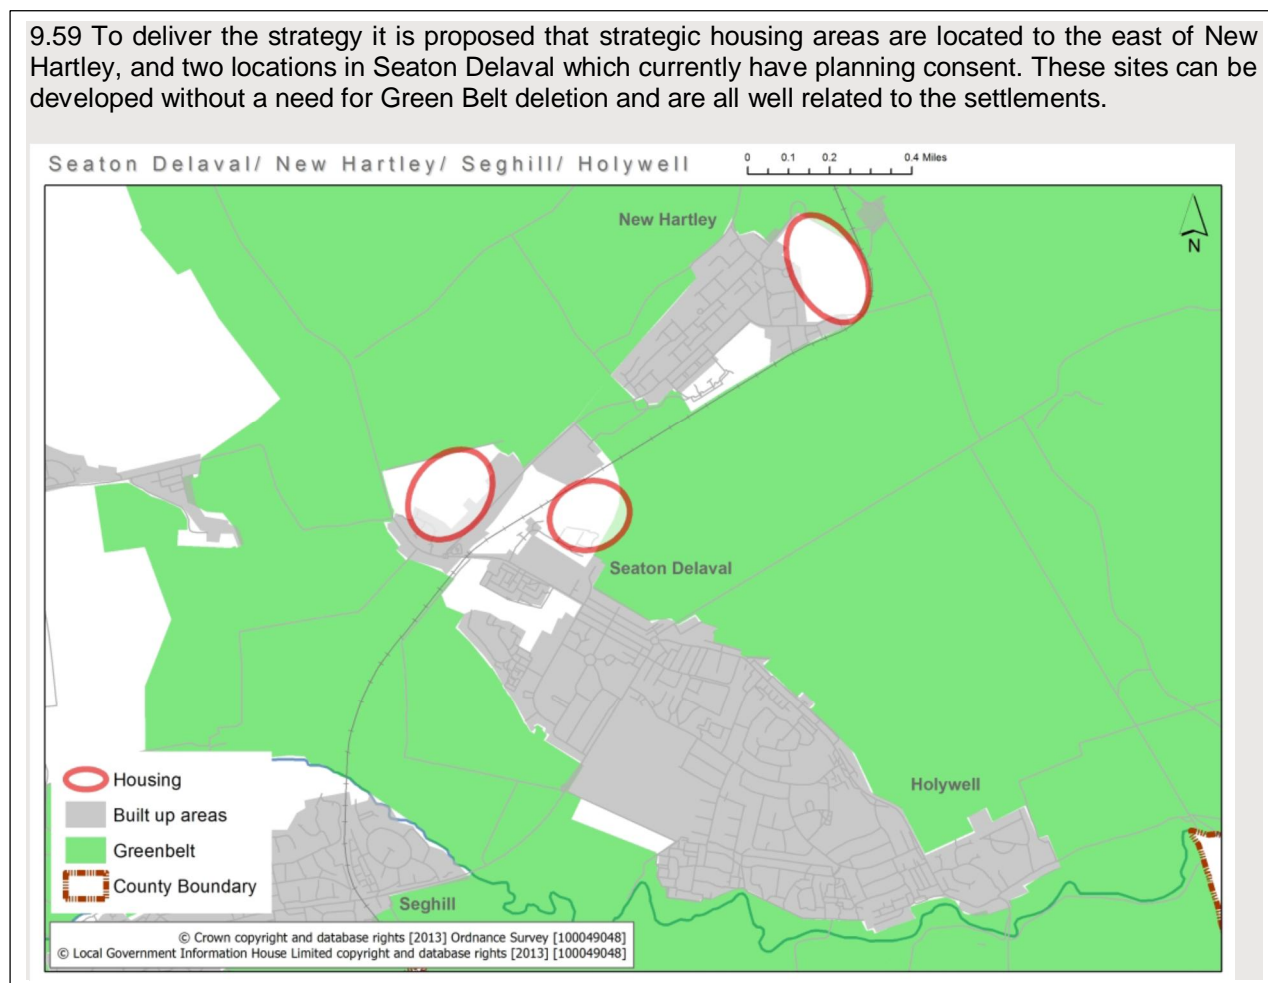 9.59 To deliver the strategy it is proposed that strategic housing areas are located to the east of New
Hartley, and two locations in Seaton Delaval which currently have planning consent. These sites can be
developed without a need for Green Belt deletion and are all well related to the settlements.
Seaton Delaval/ New Hartley/ Seghill/ Holywell
0 0.1 0.2 0.4 Miles
New Hartley
N
Seaton Delaval
Holywell
Housing
Built up areas
Greenbelt
County Boundary
Seghill
© Crown copyright and database rights [2013] Ordnance Survey [100049048]
© Local Government Information House Limited copyright and database rights [2013] [100049048]